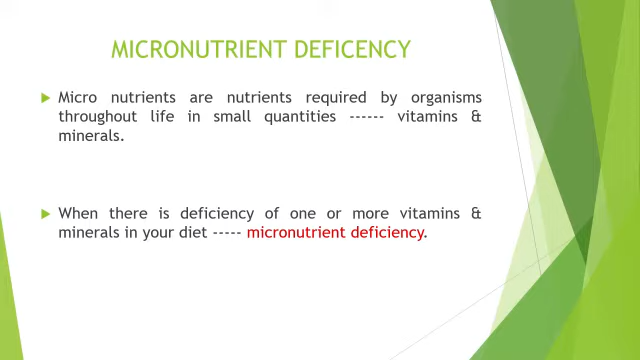 MICRONUTRIENT DEFICENCY
Micro nutrients are nutrients required by organisms
throughout life in small quantities ------ vitamins &
minerals.
When there is deficiency of one or more vitamins &
minerals in your diet ----- micronutrient deficiency.